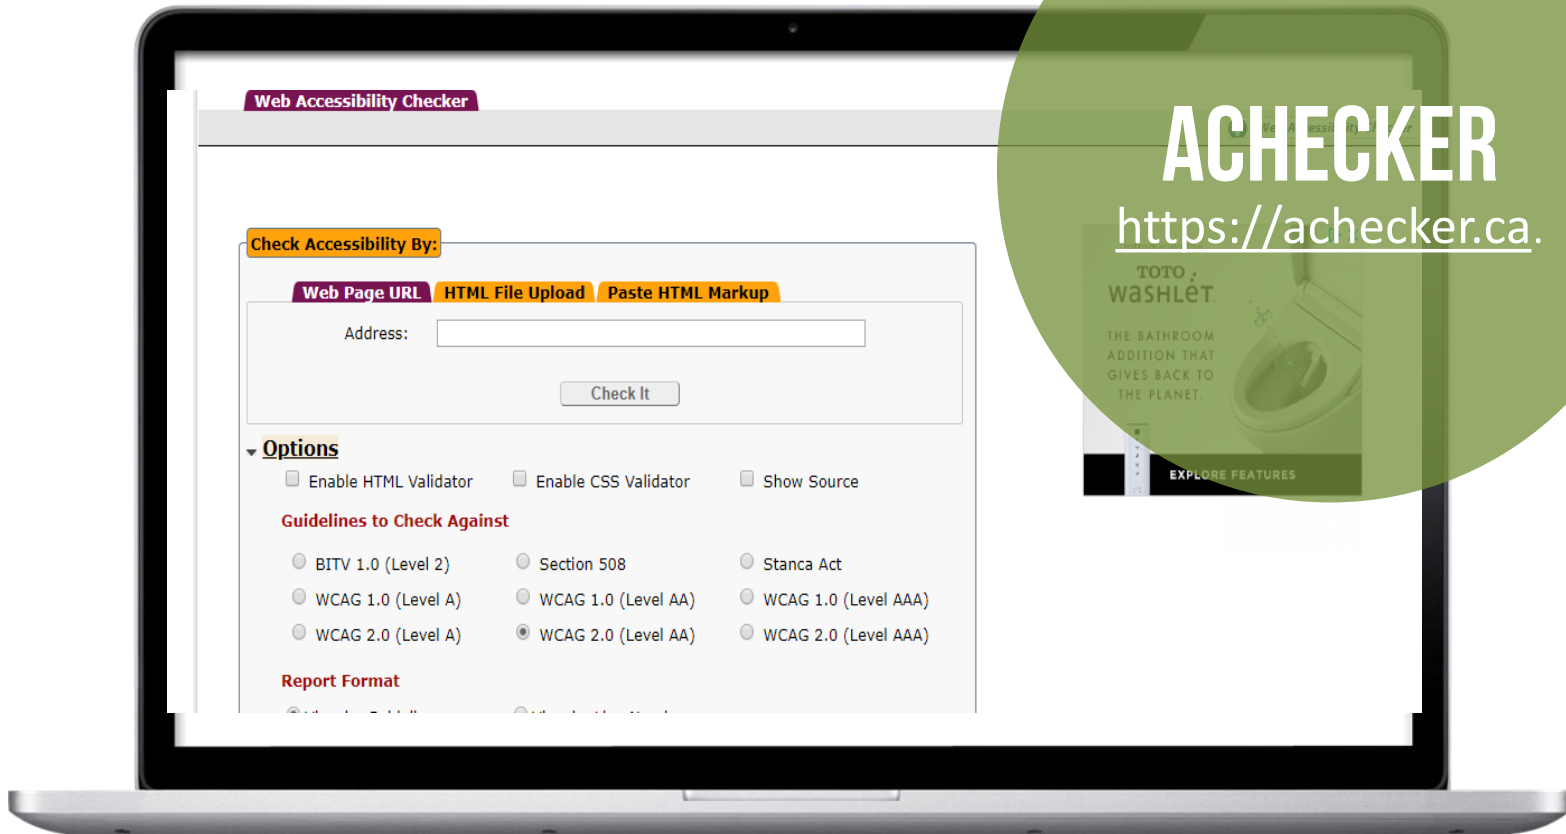 Web Accessibility Checker
Web Accessibility Checker
ACHECKER
https://achecker.ca.
Check Accessibility By:
Web Page URL HTML File Upload Paste HTML Markup
Address:
Check It
Options
Enable HTML Validator Enable CSS Validator Show Source
Guidelines to Check Against
BITV 1.0 (Level 2) Section 508 Stanca Act
WCAG 1.0 (Level A) WCAG 1.0 (Level AA) WCAG 1.0 (Level AAA)
WCAG 2.0 (Level A) WCAG 2.0 (Level AA) WCAG 2.0 (Level AAA)
Report Format
TOTO
WASHLET
THE BATHROOM
ADDITION THAT
GIVES BACK TO
THE PLANET.
EXPLORE FEATURES